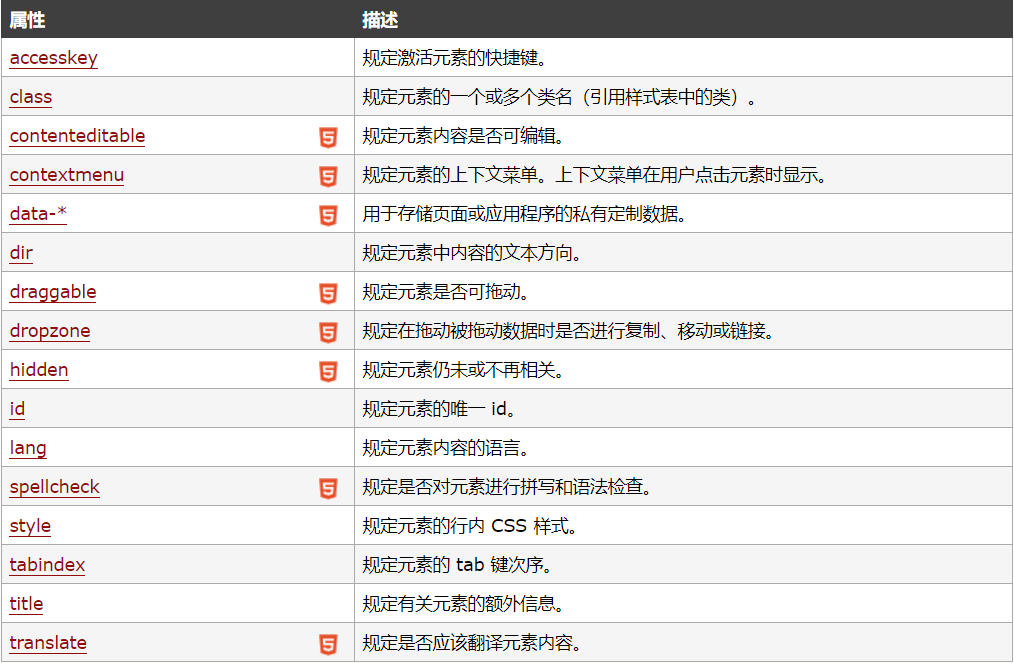 属性 描述
accesskey 规定激活元素的快捷键。
class 规定元素的一个或多个类名（引用样式表中的类）。
contenteditable 5 规定元素内容是否可编辑。
contextmenu 5 规定元素的上下文菜单。上下文菜单在用户点击元素时显示。
data-* 5 用于存储页面或应用程序的私有定制数据。
dir 规定元素中内容的文本方向。
draggable 5 规定元素是否可拖动。
dropzone 5 规定在拖动被拖动数据时是否进行复制、移动或链接。
hidden 5 规定元素仍未或不再相关。
id 规定元素的唯一 id。
lang 规定元素内容的语言。
spellcheck 5 规定是否对元素进行拼写和语法检查。
style 规定元素的行内 CSS 样式。
tabindex 规定元素的 tab 键次序。
title 规定有关元素的额外信息。
translate 5 规定是否应该翻译元素内容。